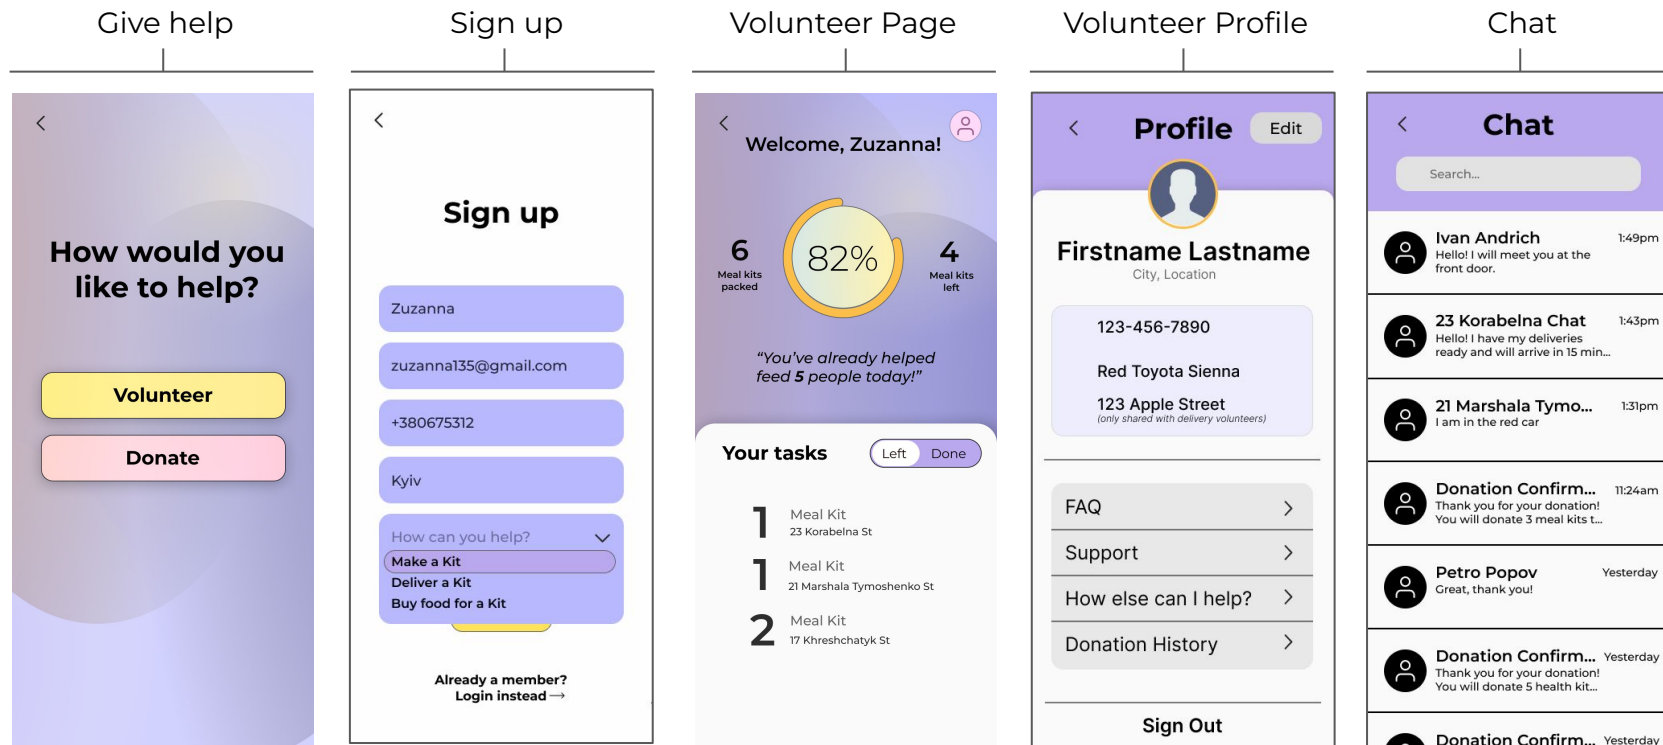 Give help
Sign up
Volunteer Page
Volunteer Profile
Chat
How would you
like to help?
Volunteer
Donate
Sign up
Zuzanna
zuzanna135@gmail.com
+380675312
Kyiv
How can you help?
Make a Kit
Deliver a Kit
Buy food for a Kit
Already a member?
Login instead →
Welcome, Zuzanna!
6
Meal kits
packed
82%
4
Meal kits
left
“You’ve already helped
feed 5 people today!”
Your tasks
Left
Done
1
Meal Kit
23 Korabelna St
1
Meal Kit
21 Marshala Tymoshenko St
2
Meal Kit
17 Khreshchatyk St
Profile
Edit
Firstname Lastname
City, Location
123-456-7890
Red Toyota Sienna
123 Apple Street
(only shared with delivery volunteers)
FAQ
Support
How else can I help?
Donation History
Sign Out
Chat
Search...
Ivan Andrich 1:49pm
Hello! I will meet you at the
front door.
23 Korabelna Chat 1:43pm
Hello! I have my deliveries
ready and will arrive in 15 min...
21 Marshala Tymo... 1:31pm
I am in the red car
Donation Confirm... 11:24am
Thank you for your donation!
You will donate 3 meal kits t...
Petro Popov Yesterday
Great, thank you!
Donation Confirm... Yesterday
Thank you for your donation!
You will donate 5 health kit...
Donation Confirm... Yesterday